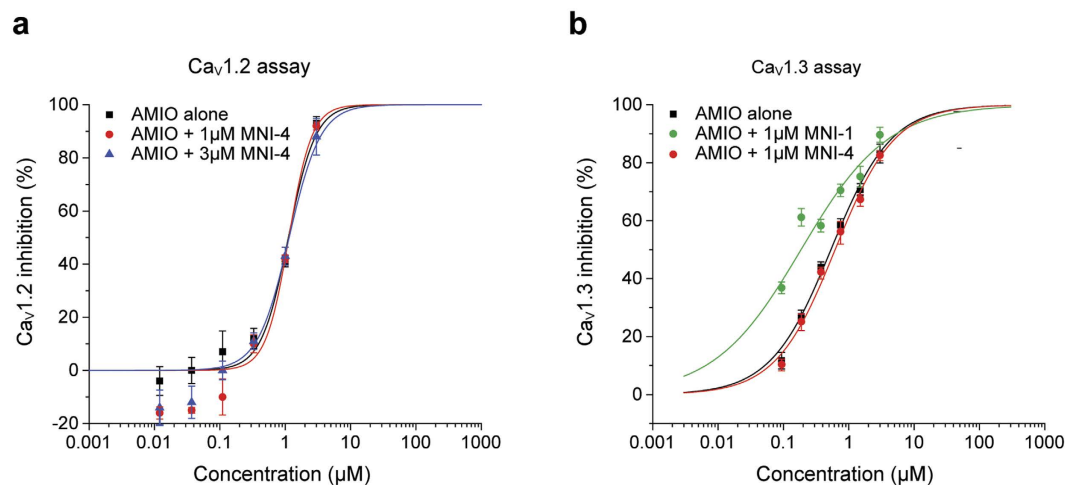 a
Caᵥ1.2 assay
AMIO alone
AMIO + 1µM MNI-4
AMIO + 3µM MNI-4
Caᵥ1.2 inhibition (%)
100
80
60
40
20
0
-20
0.001 0.01 0.1 1 10 100 1000
Concentration (µM)
b
Caᵥ1.3 assay
AMIO alone
AMIO + 1µM MNI-1
AMIO + 1µM MNI-4
Caᵥ1.3 inhibition (%)
100
80
60
40
20
0
0.001 0.01 0.1 1 10 100 1000
Concentration (µM)